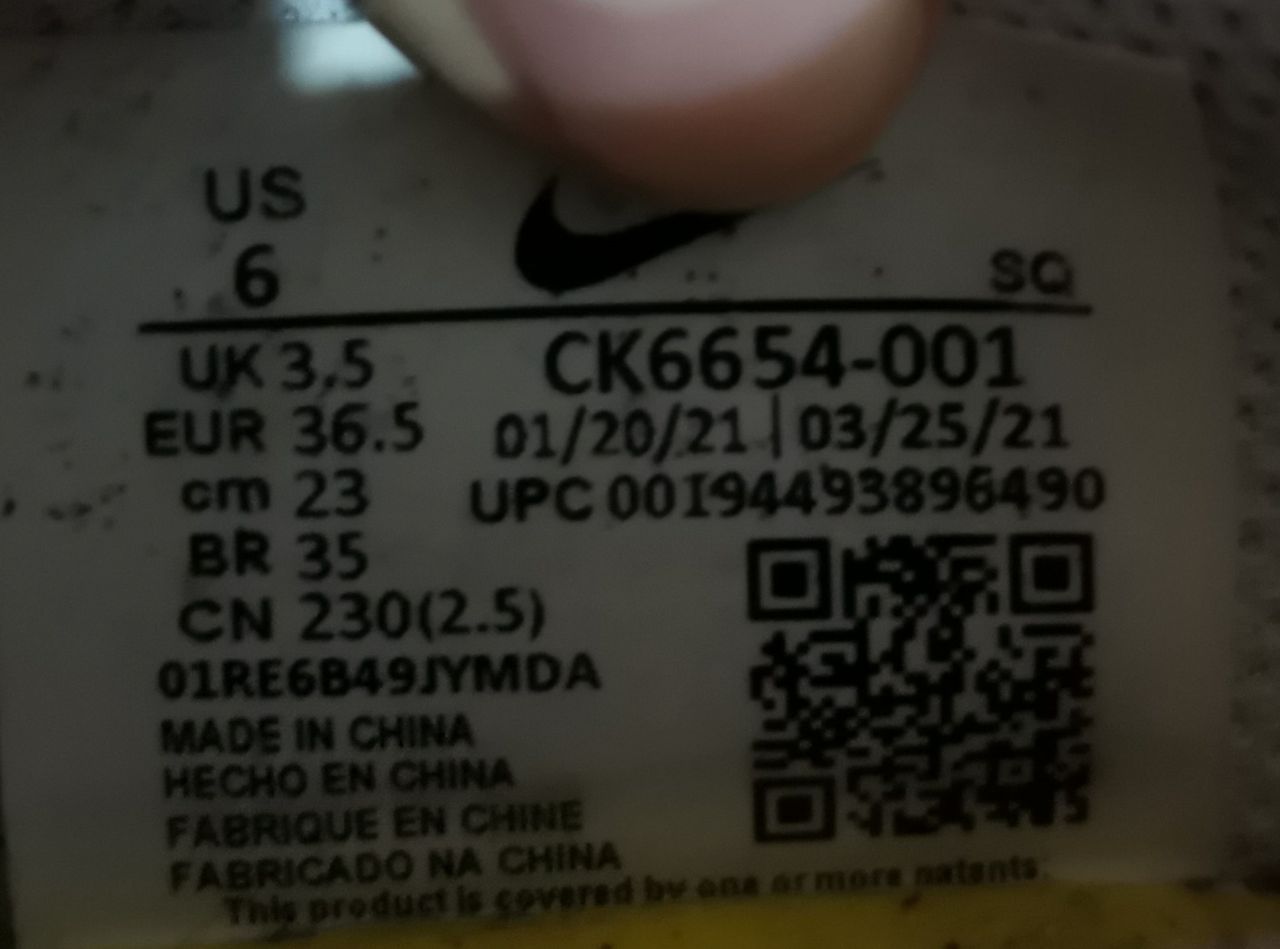 US
6
SQ
UK 3.5
CK6654-001
EUR 36.5
01/20/21 | 03/25/21
cm 23
UPC 00194493896490
BR 35
CN 230(2.5)
01RE6B49JYMDA
MADE IN CHINA
HECHO EN CHINA
FABRIQUE EN CHINE
FABRICADO NA CHINA
This product is covered by one or more patents.